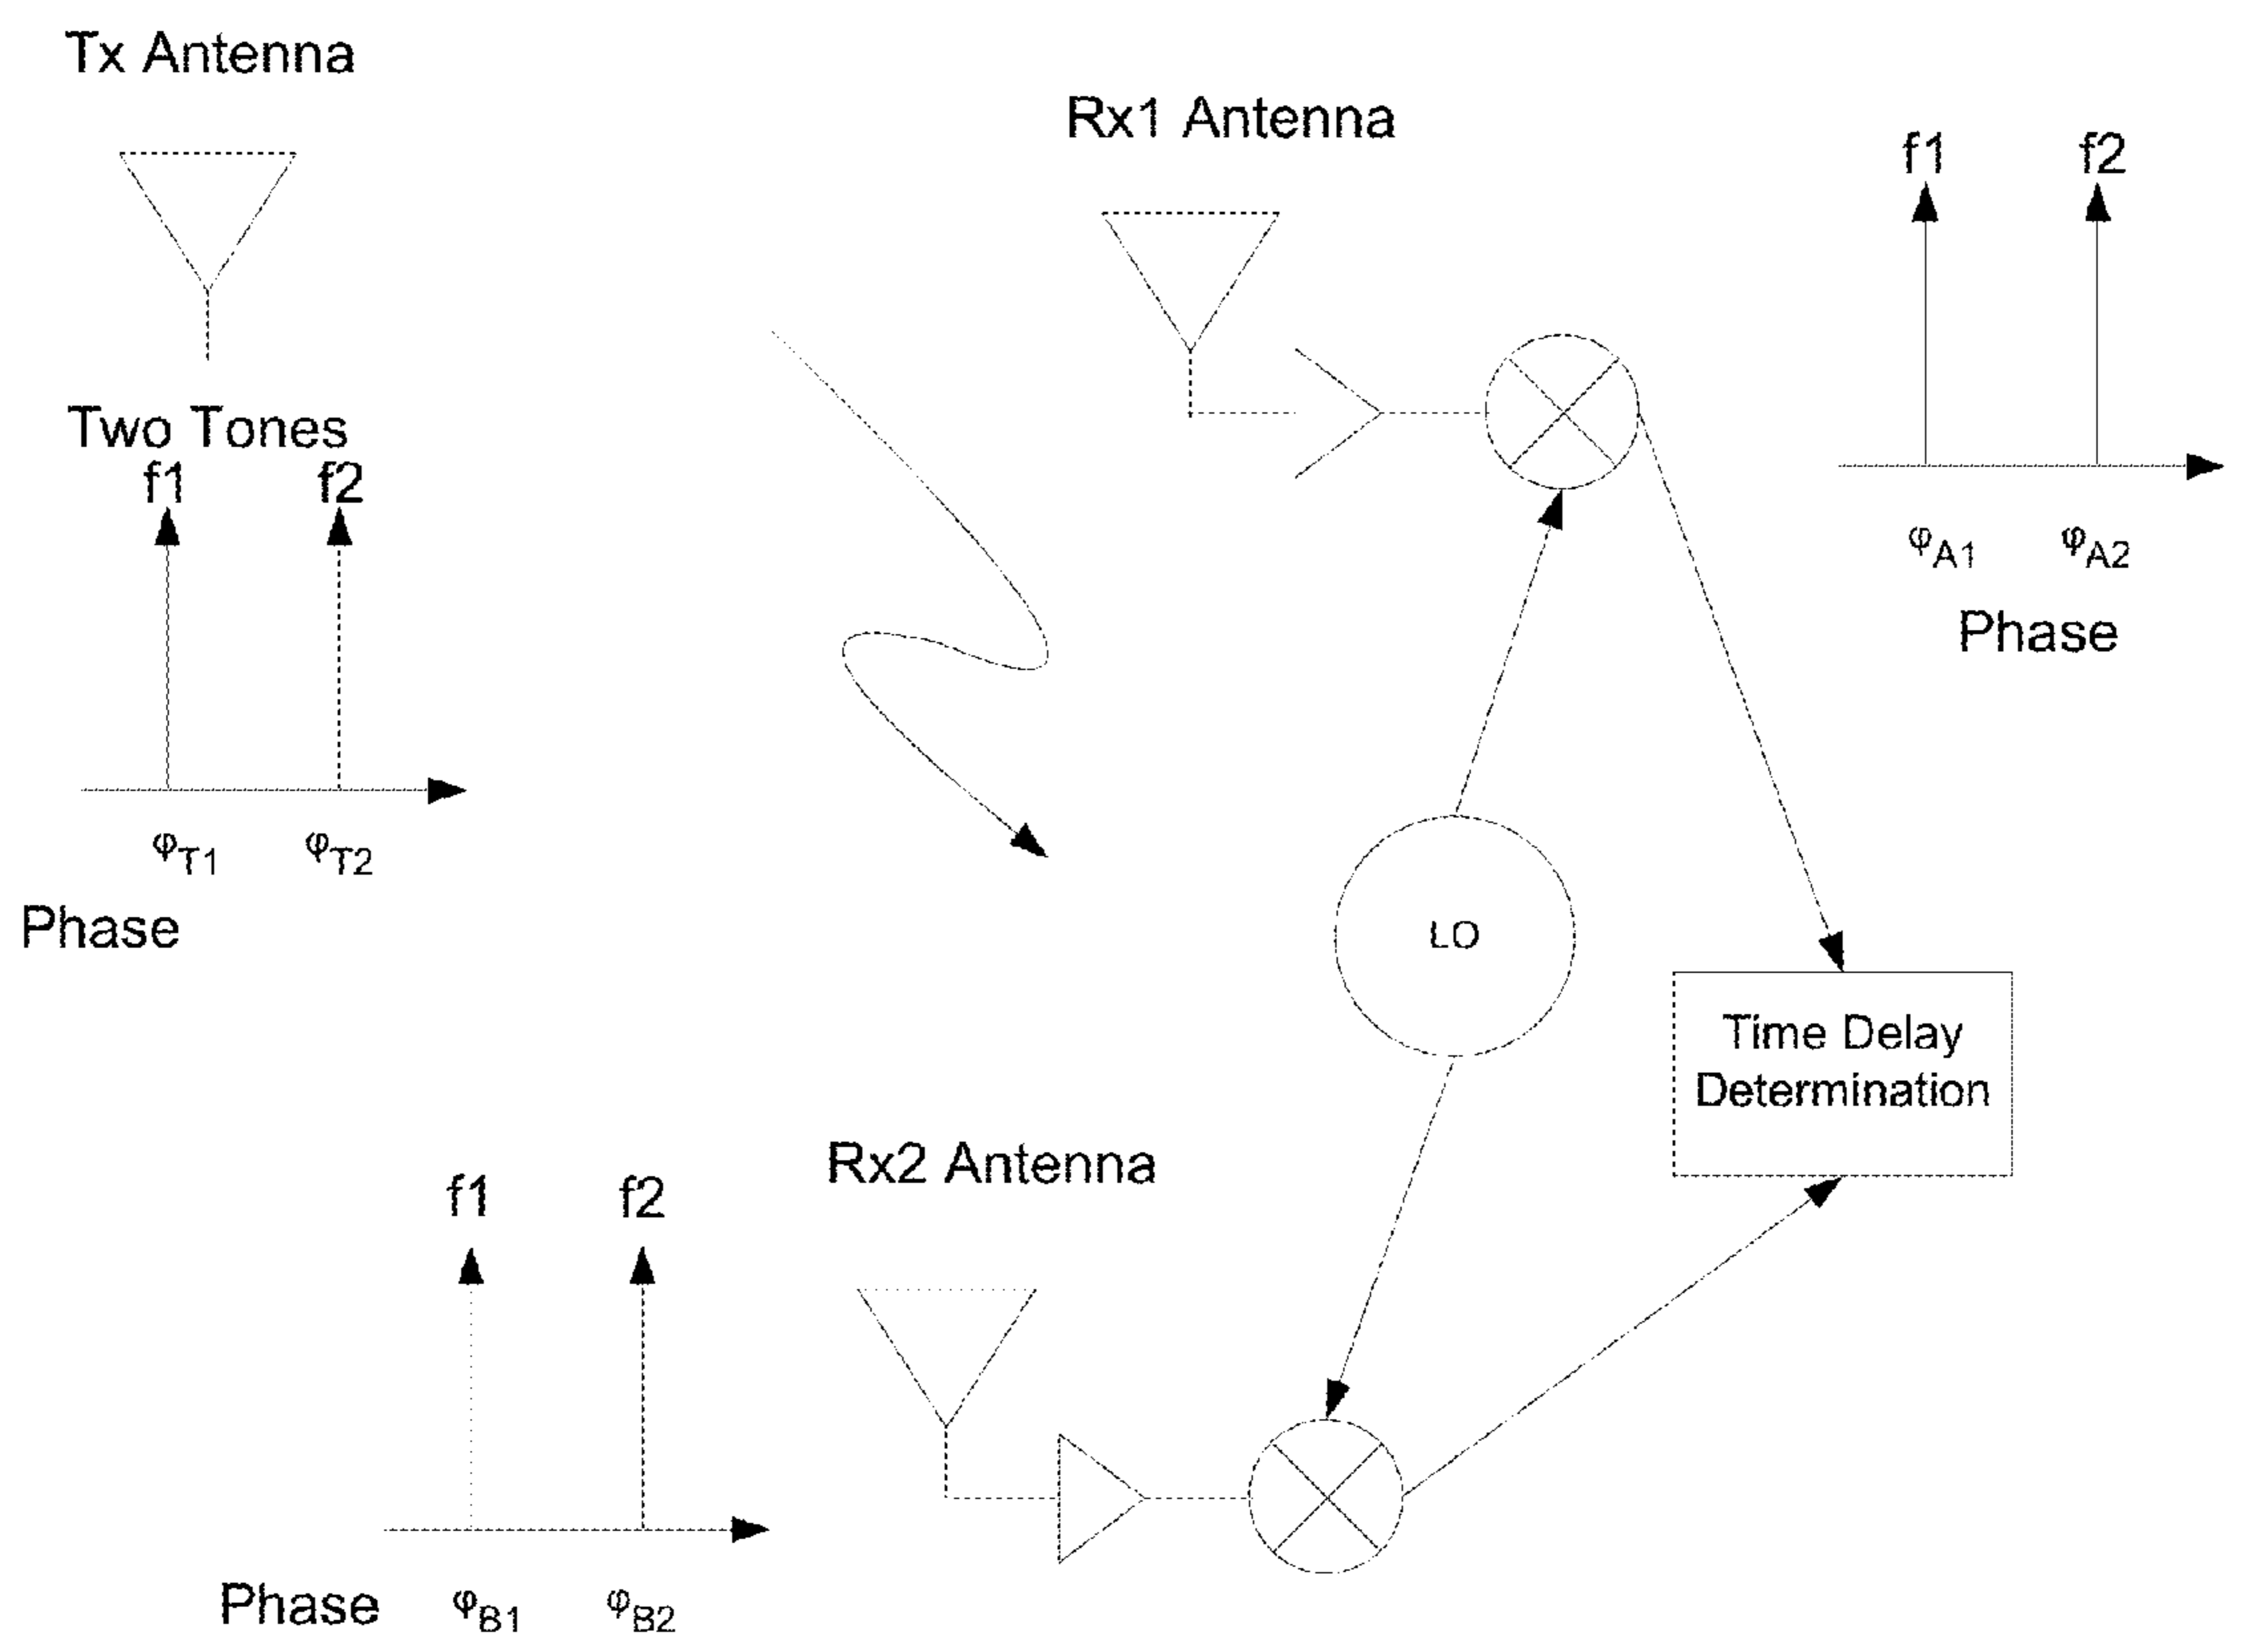 Tx Antenna
Two Tones
f1 f2
φT1 φT2
Phase
Rx1 Antenna
f1 f2
φA1 φA2
Phase
LO
Time Delay
Determination
Rx2 Antenna
f1 f2
Phase φB1 φB2